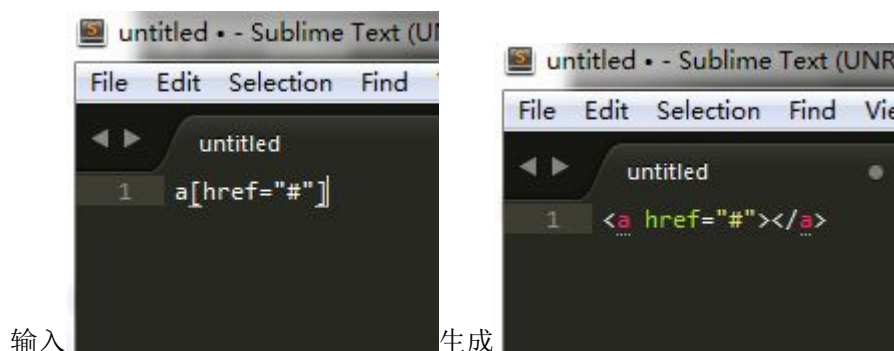 untitled • - Sublime Text (U
File Edit Selection Find
untitled
1 a[href="#"]
输入
untitled • - Sublime Text (UNR
File Edit Selection Find Vie
untitled
1 <a href="#"></a>
生成